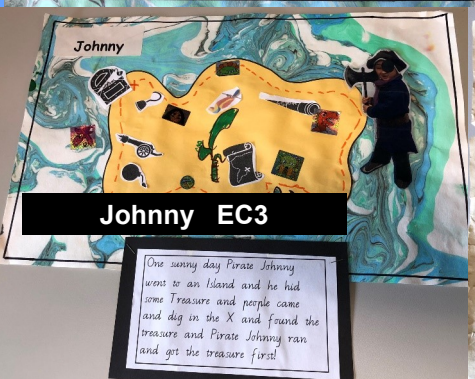 Johnny
Johnny EC3
One sunny day Pirate Johnny
went to an Island and he hid
some Treasure and people came
and dig in the X and found the
treasure and Pirate Johnny ran
and got the treasure first!